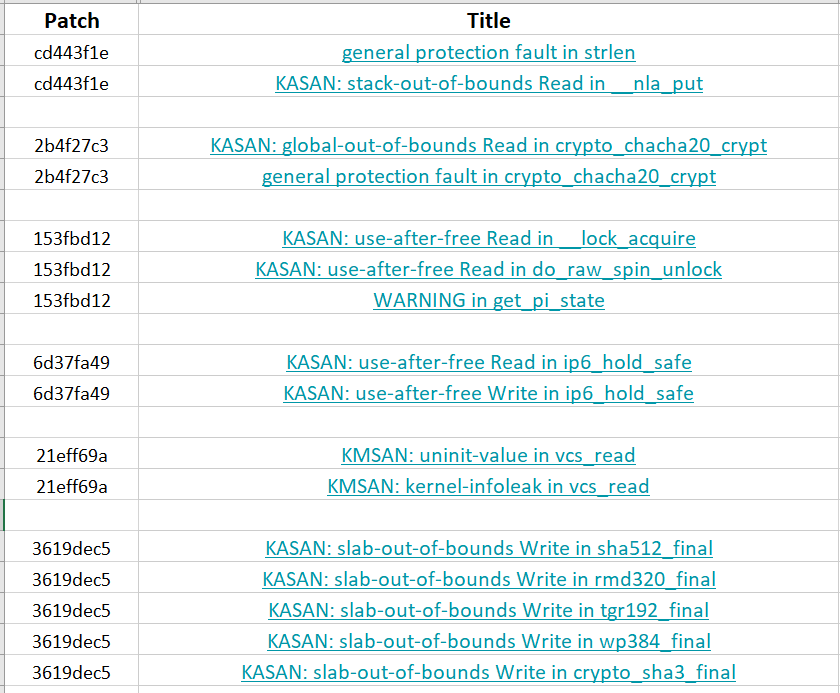 Patch Title
cd443f1e general protection fault in strlen
cd443f1e KASAN: stack-out-of-bounds Read in __nla_put
2b4f27c3 KASAN: global-out-of-bounds Read in crypto_chacha20_crypt
2b4f27c3 general protection fault in crypto_chacha20_crypt
153fbd12 KASAN: use-after-free Read in __lock_acquire
153fbd12 KASAN: use-after-free Read in do_raw_spin_unlock
153fbd12 WARNING in get_pi_state
6d37fa49 KASAN: use-after-free Read in ip6_hold_safe
6d37fa49 KASAN: use-after-free Write in ip6_hold_safe
21eff69a KMSAN: uninit-value in vcs_read
21eff69a KMSAN: kernel-infoleak in vcs_read
3619dec5 KASAN: slab-out-of-bounds Write in sha512_final
3619dec5 KASAN: slab-out-of-bounds Write in rmd320_final
3619dec5 KASAN: slab-out-of-bounds Write in tgr192_final
3619dec5 KASAN: slab-out-of-bounds Write in wp384_final
3619dec5 KASAN: slab-out-of-bounds Write in crypto_sha3_final